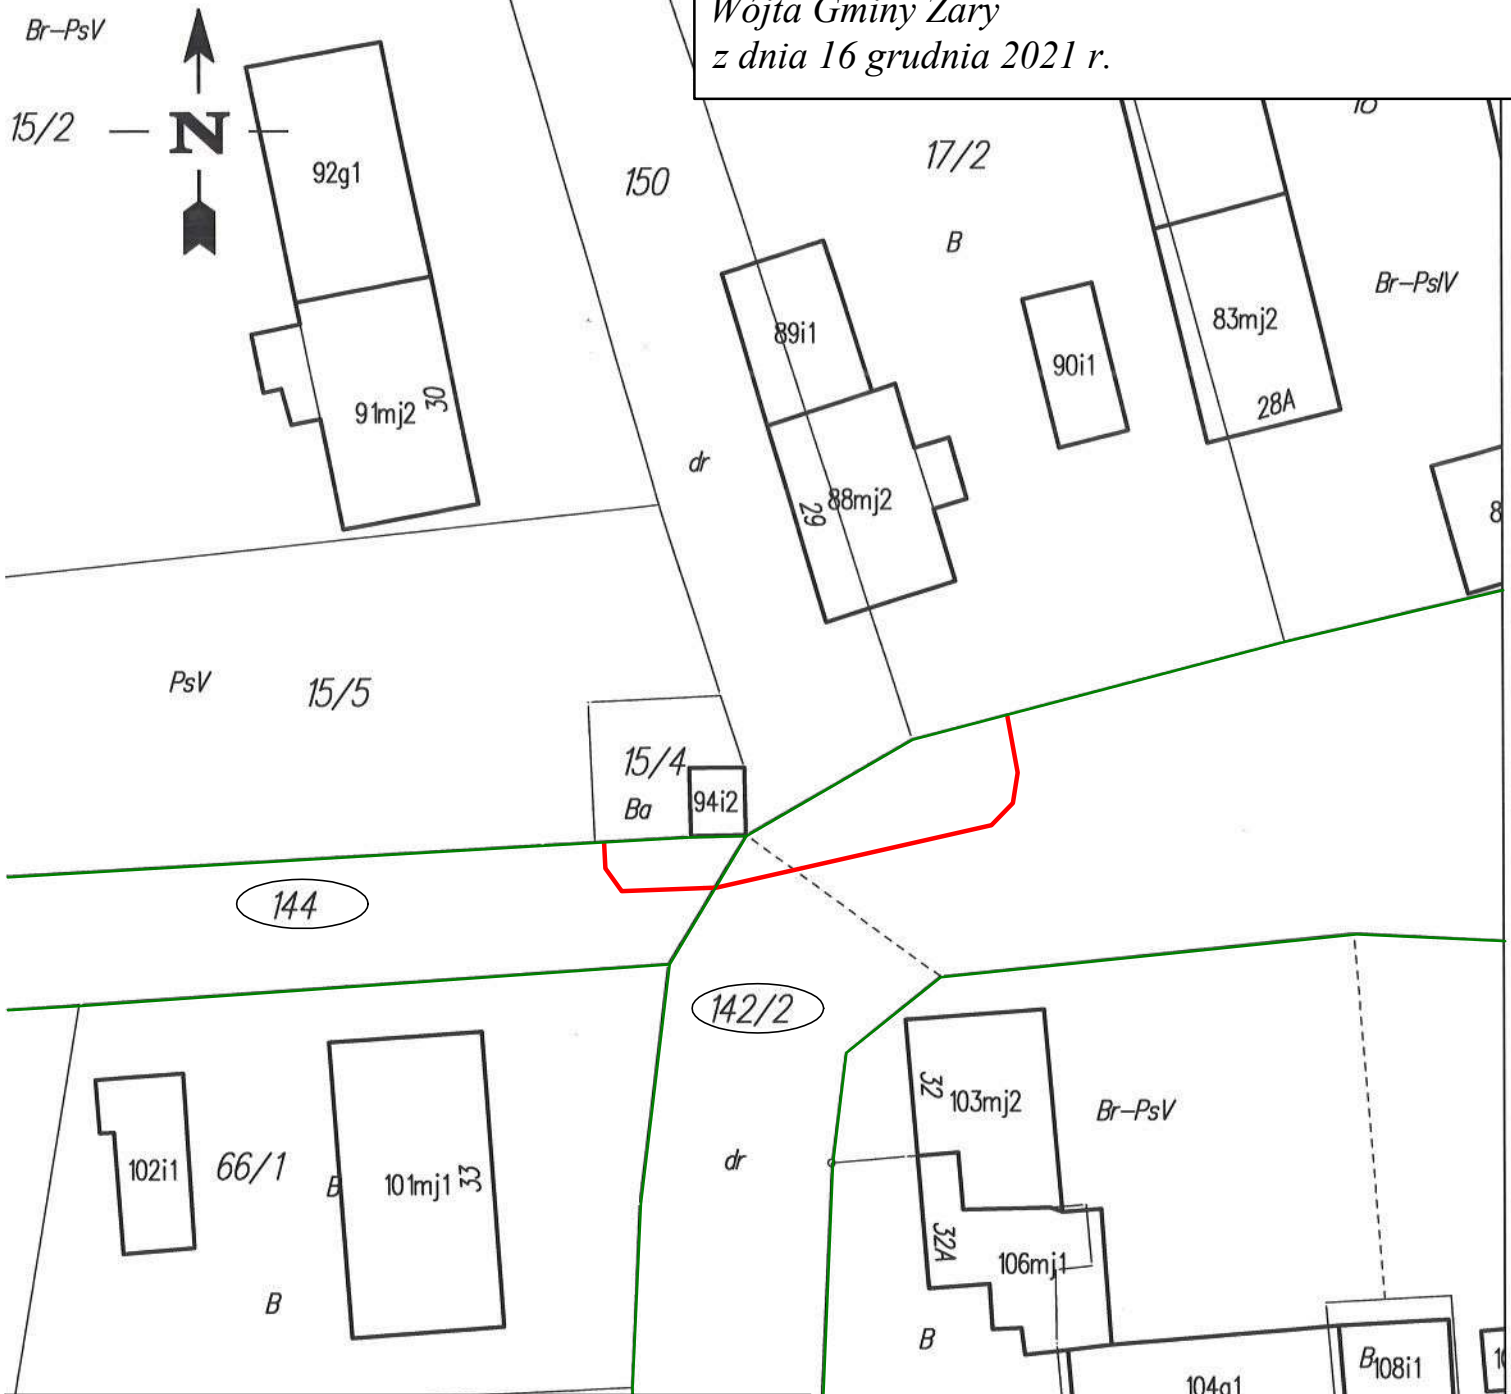 Wójta Gminy Żary
z dnia 16 grudnia 2021 r.
Br-PsV
15/2
N
92g1
150
17/2
B
Br-PsIV
89i1
83mj2
90i1
28A
91mj2
30
dr
88mj2
29
PsV
15/5
15/4
Ba
94i2
144
142/2
32
103mj2
Br-PsV
102i1
66/1
B
101mj1
33
dr
32A
106mj1
B
B
B
108i1
104g1